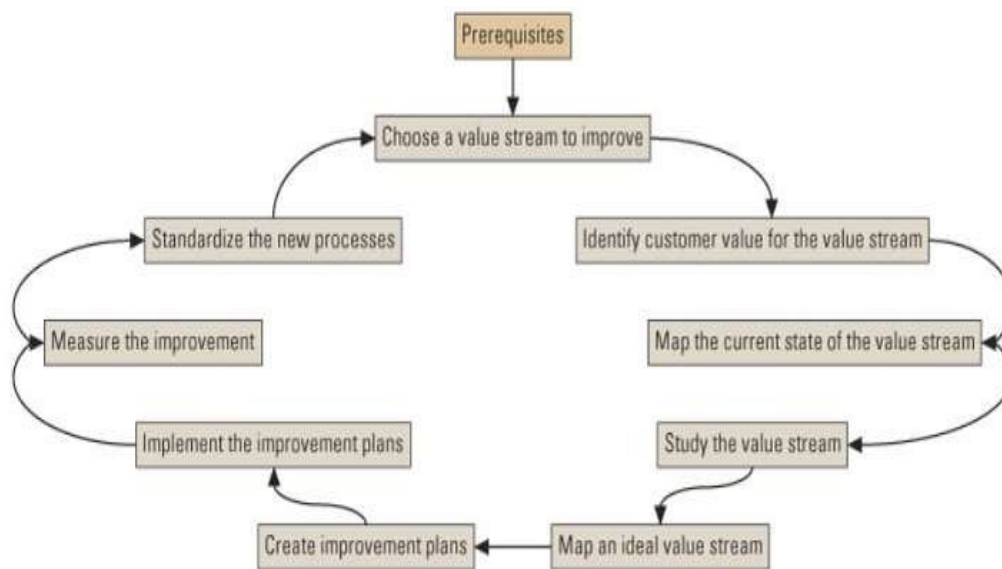 Prerequisites
Choose a value stream to improve
Standardize the new processes
Identify customer value for the value stream
Measure the improvement
Map the current state of the value stream
Implement the improvement plans
Study the value stream
Create improvement plans
Map an ideal value stream